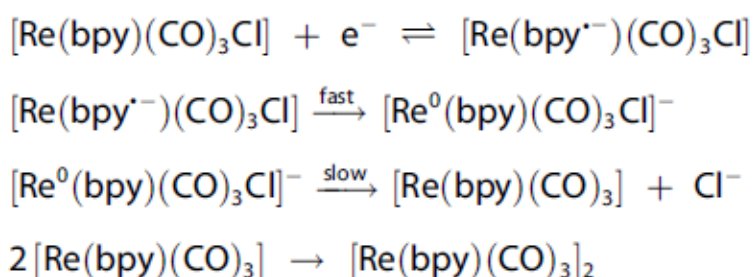 [Re(bpy)(CO)₃Cl] + e⁻ ⇌ [Re(bpy˙⁻)(CO)₃Cl]
[Re(bpy˙⁻)(CO)₃Cl] fast→ [Re⁰(bpy)(CO)₃Cl]⁻
[Re⁰(bpy)(CO)₃Cl]⁻ slow→ [Re(bpy)(CO)₃] + Cl⁻
2 [Re(bpy)(CO)₃] → [Re(bpy)(CO)₃]₂